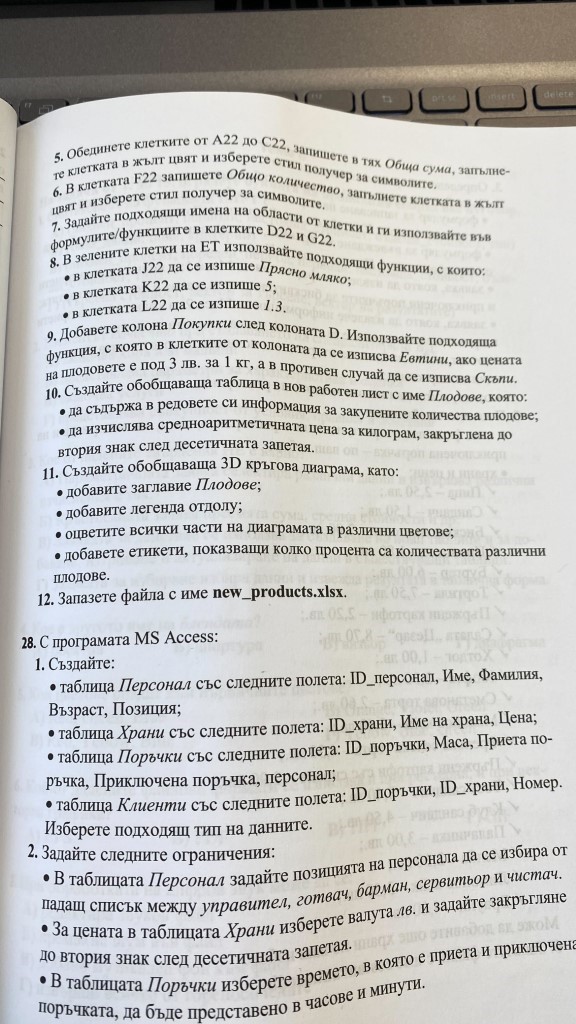 5. Обединете клетките от A22 до C22, запишете в тях Обща сума, запълне-
те клетката в жълт цвят и изберете стил получер за символите.
6. В клетката F22 запишете Общо количество, запълнете клетката в жълт
цвят и изберете стил получер за символите.
7. Задайте подходящи имена на области от клетки и ги използвайте във
формулите/функциите в клетките D22 и G22.
8. В зелените клетки на ЕТ използвайте подходящи функции, с които:
• в клетката J22 да се изпише Прясно мляко;
• в клетката K22 да се изпише 5;
• в клетката L22 да се изпише 1.3.
9. Добавете колона Покупки след колоната D. Използвайте подходяща
функция, с която в клетките от колоната да се изписва Евтини, ако цената
на плодовете е под 3 лв. за 1 кг, а в противен случай да се изписва Скъпи.
10. Създайте обобщаваща таблица в нов работен лист с име Плодове, която:
• да съдържа в редовете си информация за закупените количества плодове;
• да изчислява средноаритметичната цена за килограм, закръглена до
втория знак след десетичната запетая.
11. Създайте обобщаваща 3D кръгова диаграма, като:
• добавите заглавие Плодове;
• добавите легенда отдолу;
• оцветите всички части на диаграмата в различни цветове;
• добавете етикети, показващи колко процента са количествата различни
плодове.
12. Запазете файла с име new_products.xlsx.
28. С програмата MS Access:
1. Създайте:
• таблица Персонал със следните полета: ID_персонал, Име, Фамилия,
Възраст, Позиция;
• таблица Храни със следните полета: ID_храни, Име на храна, Цена;
• таблица Поръчки със следните полета: ID_поръчки, Маса, Приета по-
ръчка, Приключена поръчка, персонал;
• таблица Клиенти със следните полета: ID_поръчки, ID_храни, Номер.
Изберете подходящ тип на данните.
2. Задайте следните ограничения:
• В таблицата Персонал задайте позицията на персонала да се избира от
падащ списък между управител, готвач, барман, сервитьор и чистач.
• За цената в таблицата Храни изберете валута лв. и задайте закръгляне
до втория знак след десетичната запетая.
• В таблицата Поръчки изберете времето, в която е приета и приключена
поръчката, да бъде представено в часове и минути.